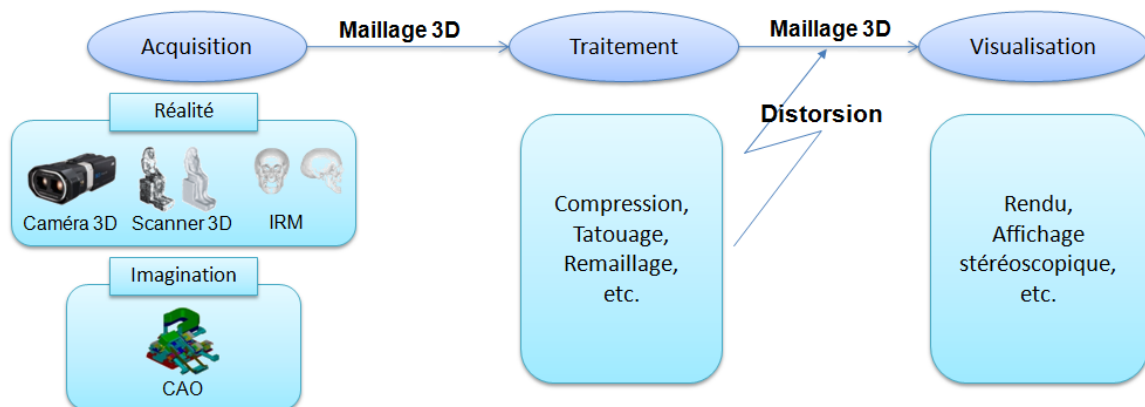 Acquisition
Maillage 3D
Traitement
Maillage 3D
Visualisation
Réalité
Caméra 3D
Scanner 3D
IRM
Imagination
CAO
Distorsion
Compression,
Tatouage,
Remaillage,
etc.
Rendu,
Affichage
stéréoscopique,
etc.